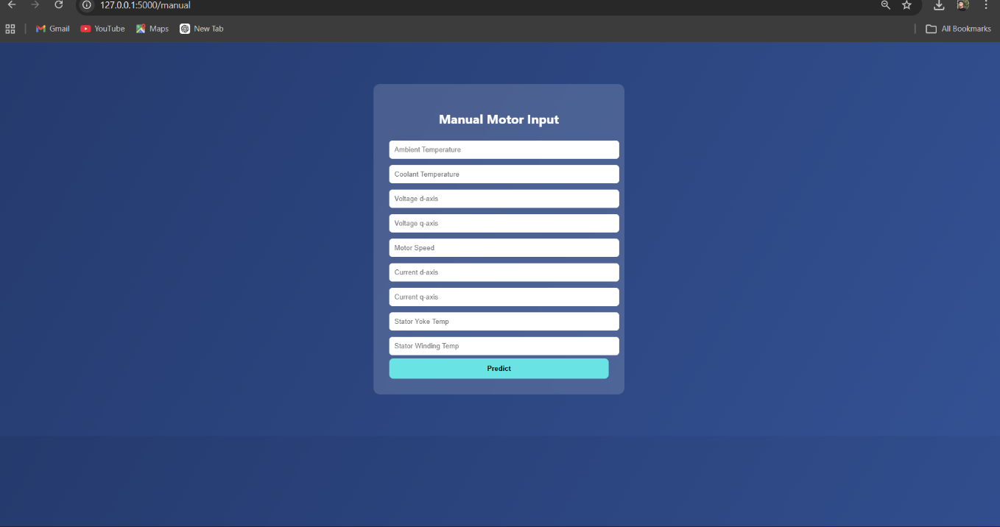 127.0.0.1:5000/manual
Gmail YouTube Maps New Tab All Bookmarks
Manual Motor Input
Ambient Temperature
Coolant Temperature
Voltage d-axis
Voltage q-axis
Motor Speed
Current d-axis
Current q-axis
Stator Yoke Temp
Stator Winding Temp
Predict